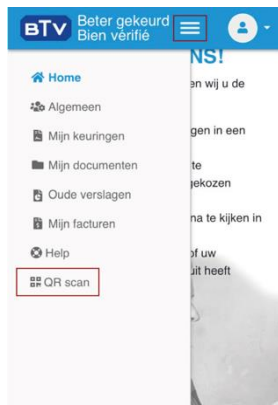 BTV Beter gekeurd
Bien vérifié
NS!
Home
en wij u de
Algemeen
Mijn keuringen
gen in een
Mijn documenten
te
gekozen
Oude verslagen
Mijn facturen
na te kijken in
Help
of uw
uit heeft
QR scan